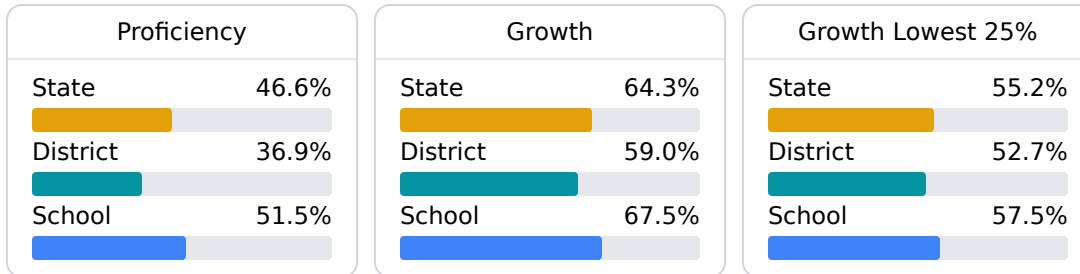 Proficiency
State 46.6%
District 36.9%
School 51.5%
Growth
State 64.3%
District 59.0%
School 67.5%
Growth Lowest 25%
State 55.2%
District 52.7%
School 57.5%